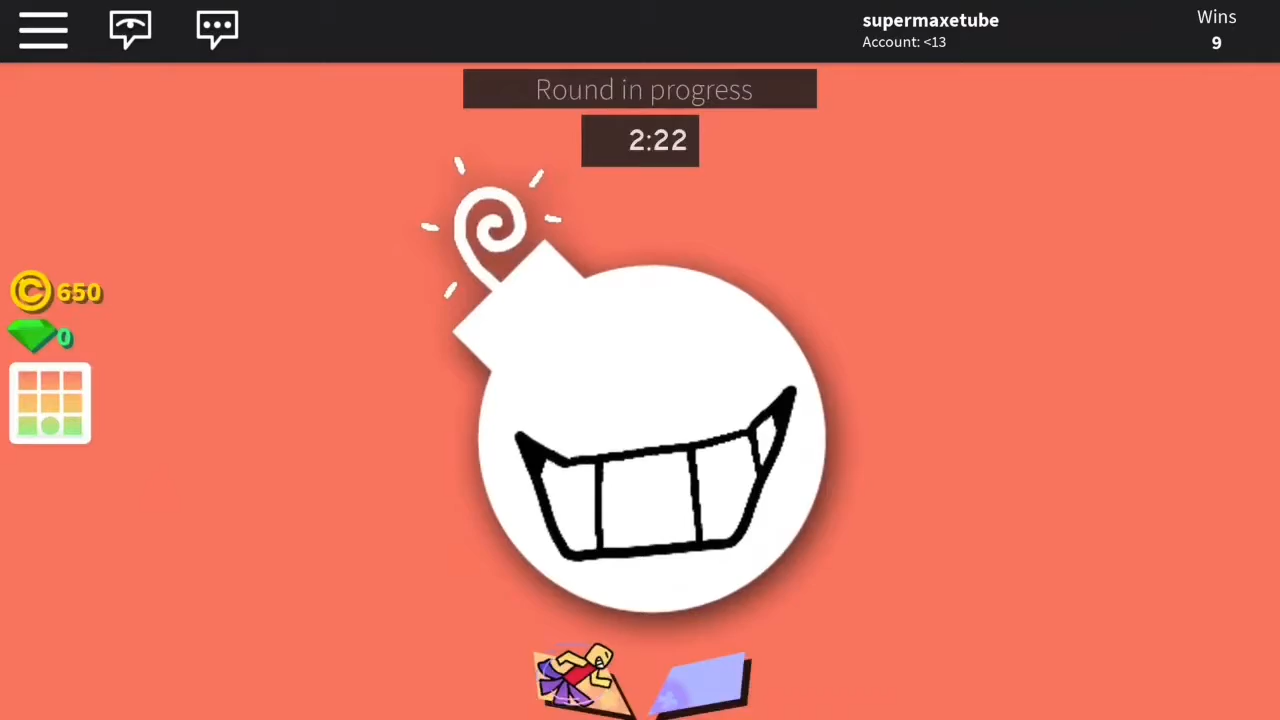 supermaxetube
Account: <13
Wins
9
Round in progress
2:22
650
0